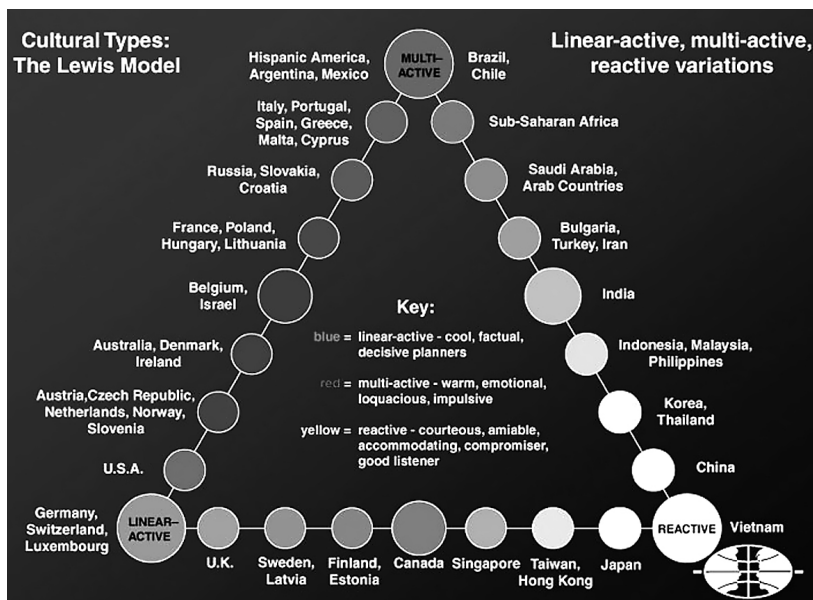 Cultural Types:
The Lewis Model
Linear-active, multi-active,
reactive variations
Hispanic America,
Argentina, Mexico
MULTI–
ACTIVE
Brazil,
Chile
Italy, Portugal,
Spain, Greece,
Malta, Cyprus
Sub-Saharan Africa
Russia, Slovakia,
Croatia
Saudi Arabia,
Arab Countries
France, Poland,
Hungary, Lithuania
Bulgaria,
Turkey, Iran
Belgium,
Israel
India
Key:
blue = linear-active - cool, factual,
decisive planners
red = multi-active - warm, emotional,
loquacious, impulsive
yellow = reactive - courteous, amiable,
accommodating, compromiser,
good listener
Australia, Denmark,
Ireland
Indonesia, Malaysia,
Philippines
Austria,Czech Republic,
Netherlands, Norway,
Slovenia
Korea,
Thailand
U.S.A.
China
Germany,
Switzerland,
Luxembourg
LINEAR–
ACTIVE
U.K.
Sweden,
Latvia
Finland,
Estonia
Canada
Singapore
Taiwan,
Hong Kong
Japan
REACTIVE
Vietnam